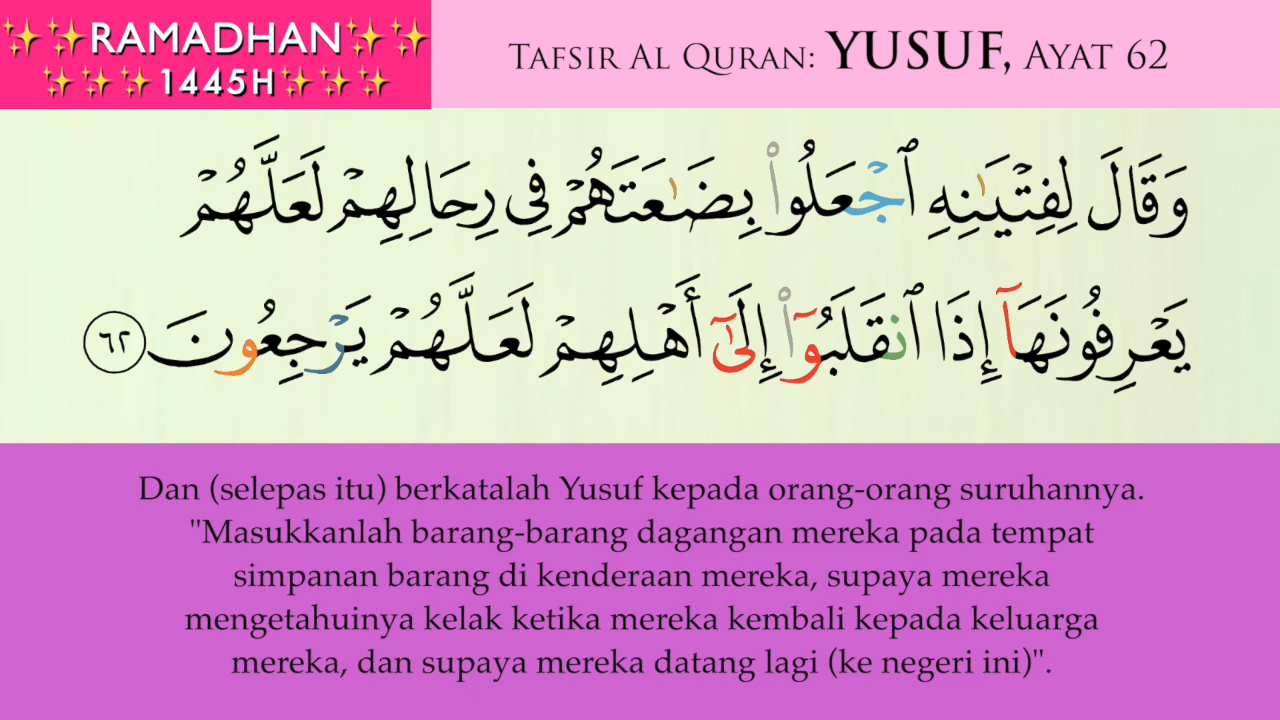 ✨✨RAMADHAN✨✨
✨✨✨1445H✨✨✨
TAFSIR AL QURAN: YUSUF, AYAT 62
وَقَالَ لِفِتْيَـٰنِهِ ٱجْعَلُوا۟ بِضَـٰعَتَهُمْ فِى رِحَالِهِمْ لَعَلَّهُمْ
يَعْرِفُونَهَآ إِذَا ٱنقَلَبُوٓا۟ إِلَىٰٓ أَهْلِهِمْ لَعَلَّهُمْ يَرْجِعُونَ ٦٢
Dan (selepas itu) berkatalah Yusuf kepada orang-orang suruhannya.
"Masukkanlah barang-barang dagangan mereka pada tempat
simpanan barang di kenderaan mereka, supaya mereka
mengetahuinya kelak ketika mereka kembali kepada keluarga
mereka, dan supaya mereka datang lagi (ke negeri ini)".